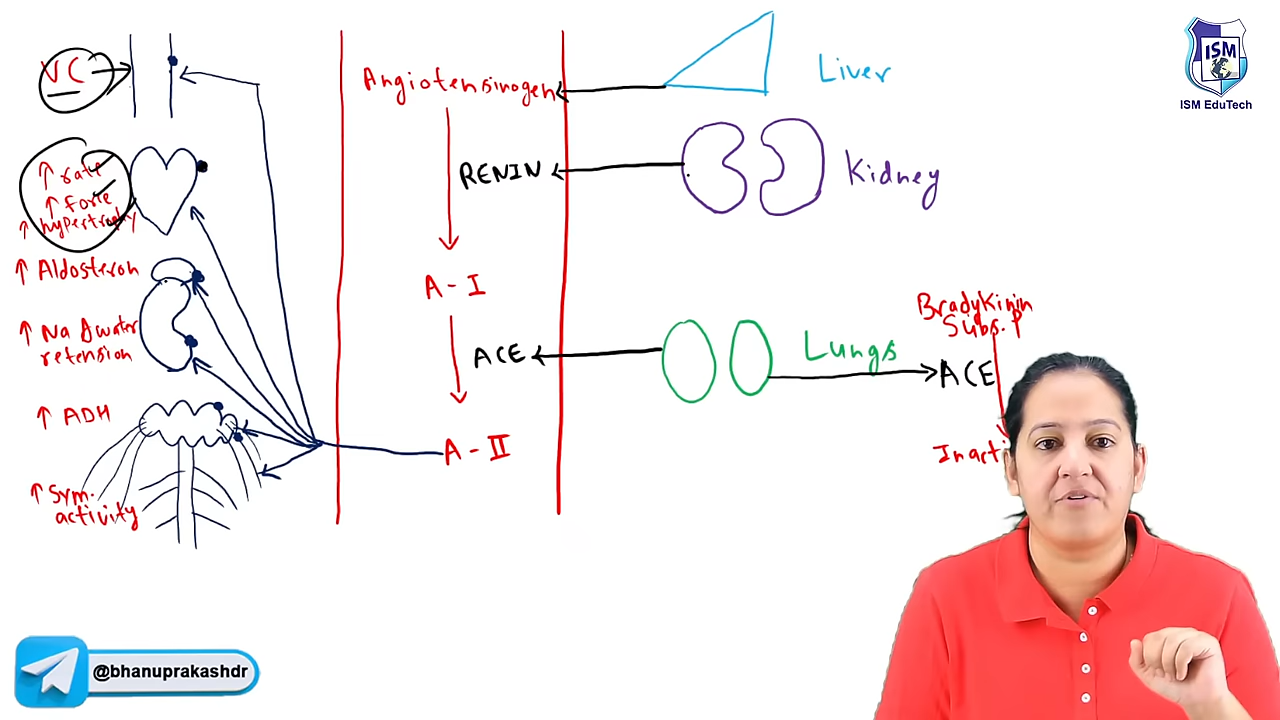 VC
↑ rate
↑ Force
↑ hypertrophy
↑ Aldosteron
↑ Na & water
retension
↑ ADH
↑ Sym.
activity
Angiotensinogen
RENIN
A-I
ACE
A-II
Liver
Kidney
Lungs
Bradykinin
Subs. P
ACE
Inacti
ISM
ISM EduTech
@bhanuprakashdr